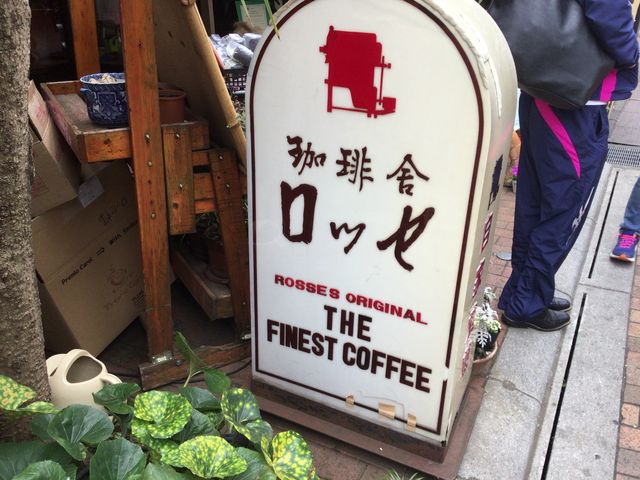 珈琲舎
ロッセ
ROSSE'S ORIGINAL
THE
FINEST COFFEE